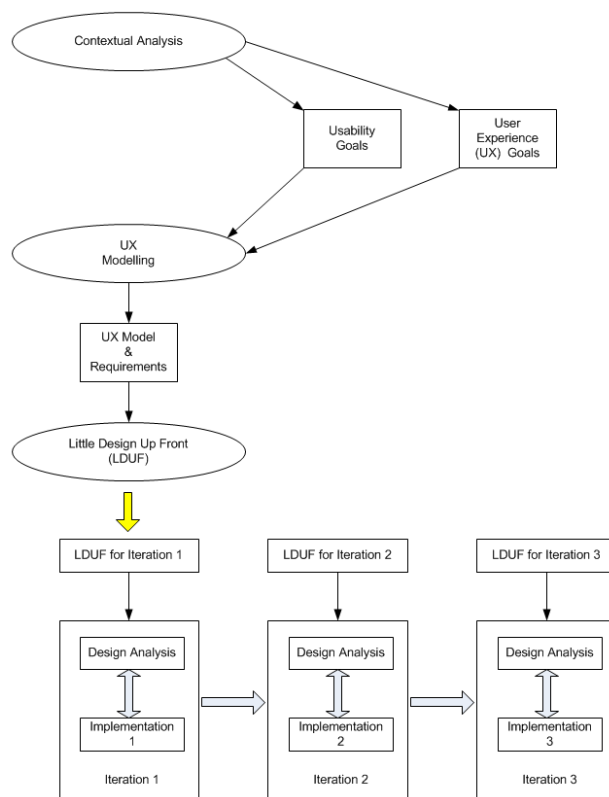 Contextual Analysis
Usability
Goals
User
Experience
(UX) Goals
UX
Modelling
UX Model
&
Requirements
Little Design Up Front
(LDUF)
LDUF for Iteration 1
LDUF for Iteration 2
LDUF for Iteration 3
Design Analysis
Implementation
1
Iteration 1
Design Analysis
Implementation
2
Iteration 2
Design Analysis
Implementation
3
Iteration 3